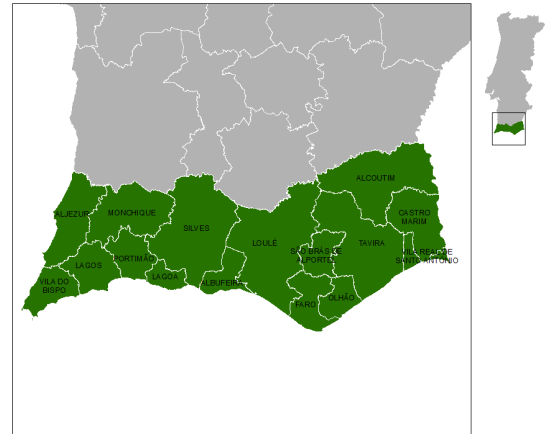 ALCOUTIM
ALJEZUR
MONCHIQUE
CASTRO
MARIM
SILVES
LOULÉ
TAVIRA
SÃO BRÁS DE
ALPORTEL
VILA REAL DE
SANTO ANTÓNIO
PORTIMÃO
LAGOS
LAGOA
ALBUFEIRA
VILA DO
BISPO
OLHÃO
FARO